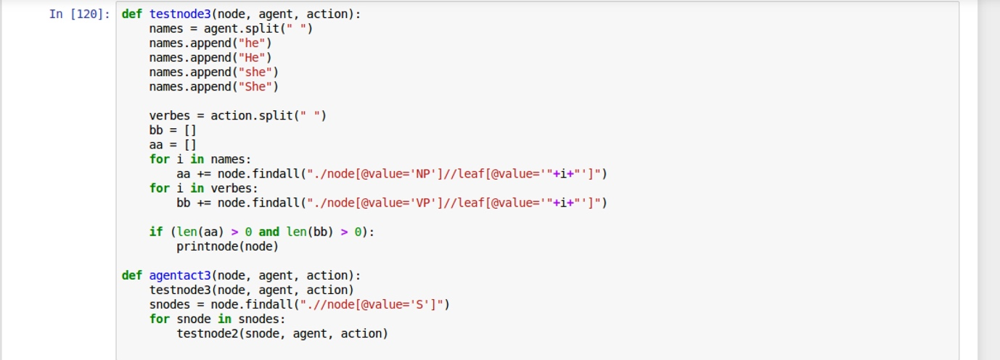 In [120]: def testnode3(node, agent, action):
    names = agent.split(" ")
    names.append("he")
    names.append("He")
    names.append("she")
    names.append("She")

    verbes = action.split(" ")
    bb = []
    aa = []
    for i in names:
        aa += node.findall("./node[@value='NP']//leaf[@value='"+i+"']")
    for i in verbes:
        bb += node.findall("./node[@value='VP']//leaf[@value='"+i+"']")

    if (len(aa) > 0 and len(bb) > 0):
        printnode(node)

def agentact3(node, agent, action):
    testnode3(node, agent, action)
    snodes = node.findall(".//node[@value='S']")
    for snode in snodes:
        testnode2(snode, agent, action)